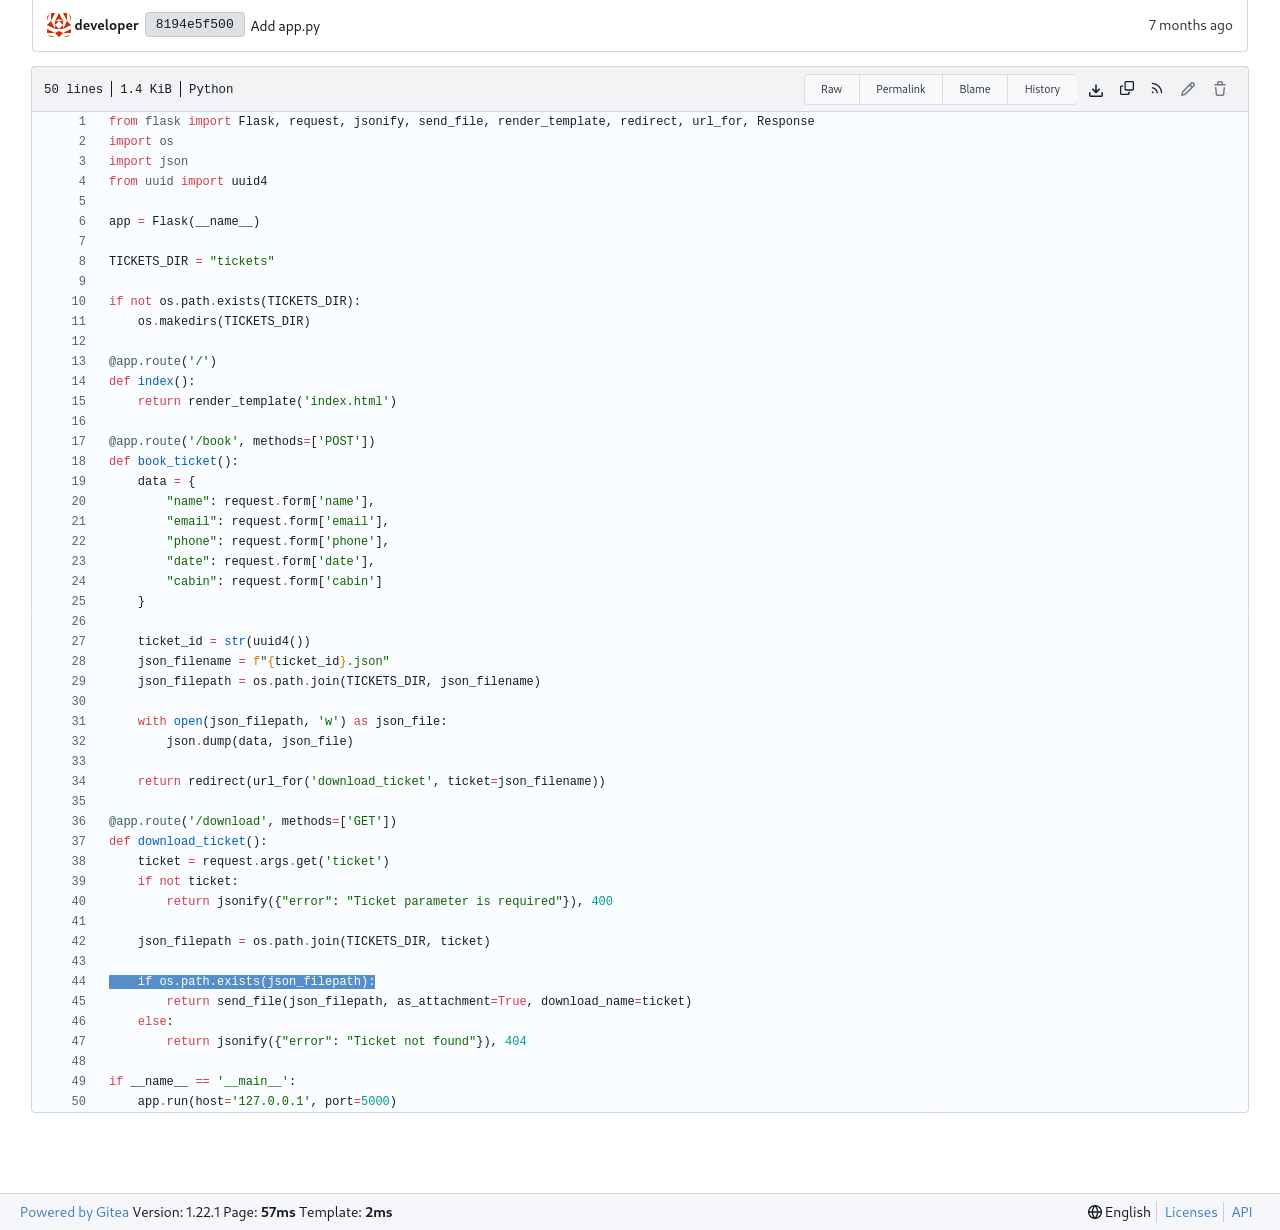 developer 8194e5f500 Add app.py 7 months ago
50 lines 1.4 KiB Python Raw Permalink Blame History
1 from flask import Flask, request, jsonify, send_file, render_template, redirect, url_for, Response
2 import os
3 import json
4 from uuid import uuid4
5
6 app = Flask(__name__)
7
8 TICKETS_DIR = "tickets"
9
10 if not os.path.exists(TICKETS_DIR):
11     os.makedirs(TICKETS_DIR)
12
13 @app.route('/')
14 def index():
15     return render_template('index.html')
16
17 @app.route('/book', methods=['POST'])
18 def book_ticket():
19     data = {
20         "name": request.form['name'],
21         "email": request.form['email'],
22         "phone": request.form['phone'],
23         "date": request.form['date'],
24         "cabin": request.form['cabin']
25     }
26
27     ticket_id = str(uuid4())
28     json_filename = f"{ticket_id}.json"
29     json_filepath = os.path.join(TICKETS_DIR, json_filename)
30
31     with open(json_filepath, 'w') as json_file:
32         json.dump(data, json_file)
33
34     return redirect(url_for('download_ticket', ticket=json_filename))
35
36 @app.route('/download', methods=['GET'])
37 def download_ticket():
38     ticket = request.args.get('ticket')
39     if not ticket:
40         return jsonify({"error": "Ticket parameter is required"}), 400
41
42     json_filepath = os.path.join(TICKETS_DIR, ticket)
43
44     if os.path.exists(json_filepath):
45         return send_file(json_filepath, as_attachment=True, download_name=ticket)
46     else:
47         return jsonify({"error": "Ticket not found"}), 404
48
49 if __name__ == '__main__':
50     app.run(host='127.0.0.1', port=5000)
Powered by Gitea Version: 1.22.1 Page: 57ms Template: 2ms English Licenses API